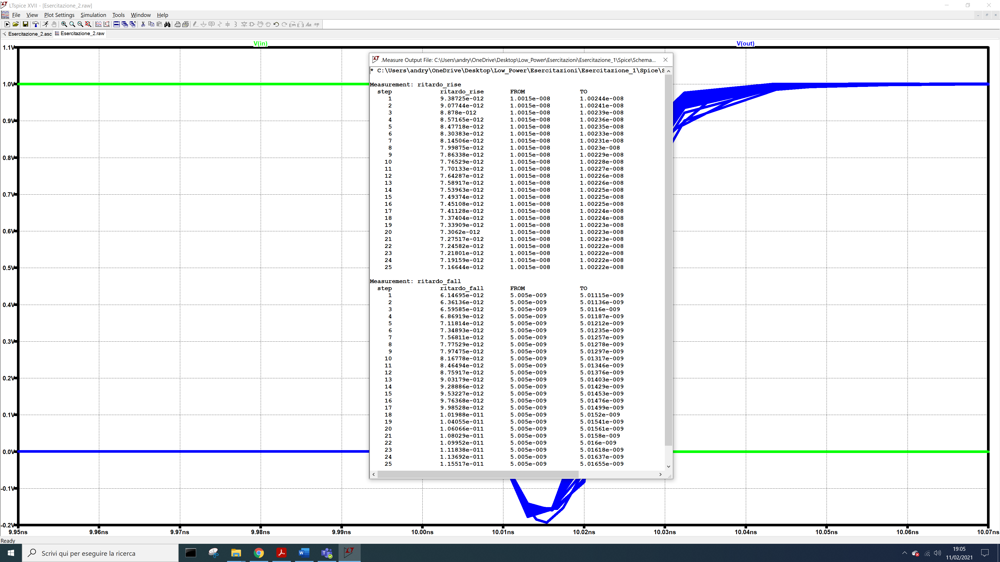 LTspice XVII - [Esercitazione_2.raw]
File View Plot Settings Simulation Tools Window Help
Esercitazione_2.asc Esercitazione_2.raw
V(in) V(out)
1.1V
1.0V
0.9V
0.8V
0.7V
0.6V
0.5V
0.4V
0.3V
0.2V
0.1V
0.0V
-0.1V
-0.2V
.Measure Output File: C:\Users\andry\OneDrive\Desktop\Low_Power\Esercitazioni\Esercitazione_1\Spice\Schema...
* C:\Users\andry\OneDrive\Desktop\Low_Power\Esercitazioni\Esercitazione_1\Spice\S
Measurement: ritardo_rise
step ritardo_rise FROM TO
1 9.38725e-012 1.0015e-008 1.00244e-008
2 9.07744e-012 1.0015e-008 1.00241e-008
3 8.878e-012 1.0015e-008 1.00239e-008
4 8.57165e-012 1.0015e-008 1.00236e-008
5 8.47718e-012 1.0015e-008 1.00235e-008
6 8.30383e-012 1.0015e-008 1.00233e-008
7 8.14506e-012 1.0015e-008 1.00231e-008
8 7.99875e-012 1.0015e-008 1.0023e-008
9 7.86338e-012 1.0015e-008 1.00229e-008
10 7.76529e-012 1.0015e-008 1.00228e-008
11 7.70133e-012 1.0015e-008 1.00227e-008
12 7.64287e-012 1.0015e-008 1.00226e-008
13 7.58917e-012 1.0015e-008 1.00226e-008
14 7.53963e-012 1.0015e-008 1.00225e-008
15 7.49374e-012 1.0015e-008 1.00225e-008
16 7.45108e-012 1.0015e-008 1.00225e-008
17 7.41128e-012 1.0015e-008 1.00224e-008
18 7.37404e-012 1.0015e-008 1.00224e-008
19 7.33909e-012 1.0015e-008 1.00223e-008
20 7.3062e-012 1.0015e-008 1.00223e-008
21 7.27517e-012 1.0015e-008 1.00223e-008
22 7.24582e-012 1.0015e-008 1.00222e-008
23 7.21801e-012 1.0015e-008 1.00222e-008
24 7.19159e-012 1.0015e-008 1.00222e-008
25 7.16644e-012 1.0015e-008 1.00222e-008
Measurement: ritardo_fall
step ritardo_fall FROM TO
1 6.14695e-012 5.005e-009 5.01115e-009
2 6.36136e-012 5.005e-009 5.01136e-009
3 6.59585e-012 5.005e-009 5.0116e-009
4 6.86919e-012 5.005e-009 5.01187e-009
5 7.11814e-012 5.005e-009 5.01212e-009
6 7.34893e-012 5.005e-009 5.01235e-009
7 7.56811e-012 5.005e-009 5.01257e-009
8 7.77529e-012 5.005e-009 5.01278e-009
9 7.97475e-012 5.005e-009 5.01297e-009
10 8.16778e-012 5.005e-009 5.01317e-009
11 8.46494e-012 5.005e-009 5.01346e-009
12 8.75917e-012 5.005e-009 5.01376e-009
13 9.03179e-012 5.005e-009 5.01403e-009
14 9.28886e-012 5.005e-009 5.01429e-009
15 9.53227e-012 5.005e-009 5.01453e-009
16 9.76368e-012 5.005e-009 5.01476e-009
17 9.98528e-012 5.005e-009 5.01499e-009
18 1.01988e-011 5.005e-009 5.0152e-009
19 1.04055e-011 5.005e-009 5.01541e-009
20 1.06066e-011 5.005e-009 5.01561e-009
21 1.08029e-011 5.005e-009 5.0158e-009
22 1.09952e-011 5.005e-009 5.016e-009
23 1.11838e-011 5.005e-009 5.01618e-009
24 1.13692e-011 5.005e-009 5.01637e-009
25 1.15517e-011 5.005e-009 5.01655e-009
9.95ns 9.96ns 9.97ns 9.98ns 9.99ns 10.00ns 10.01ns 10.02ns 10.03ns 10.04ns 10.05ns 10.06ns 10.07ns
Ready
Scrivi qui per eseguire la ricerca
19:05
11/02/2021